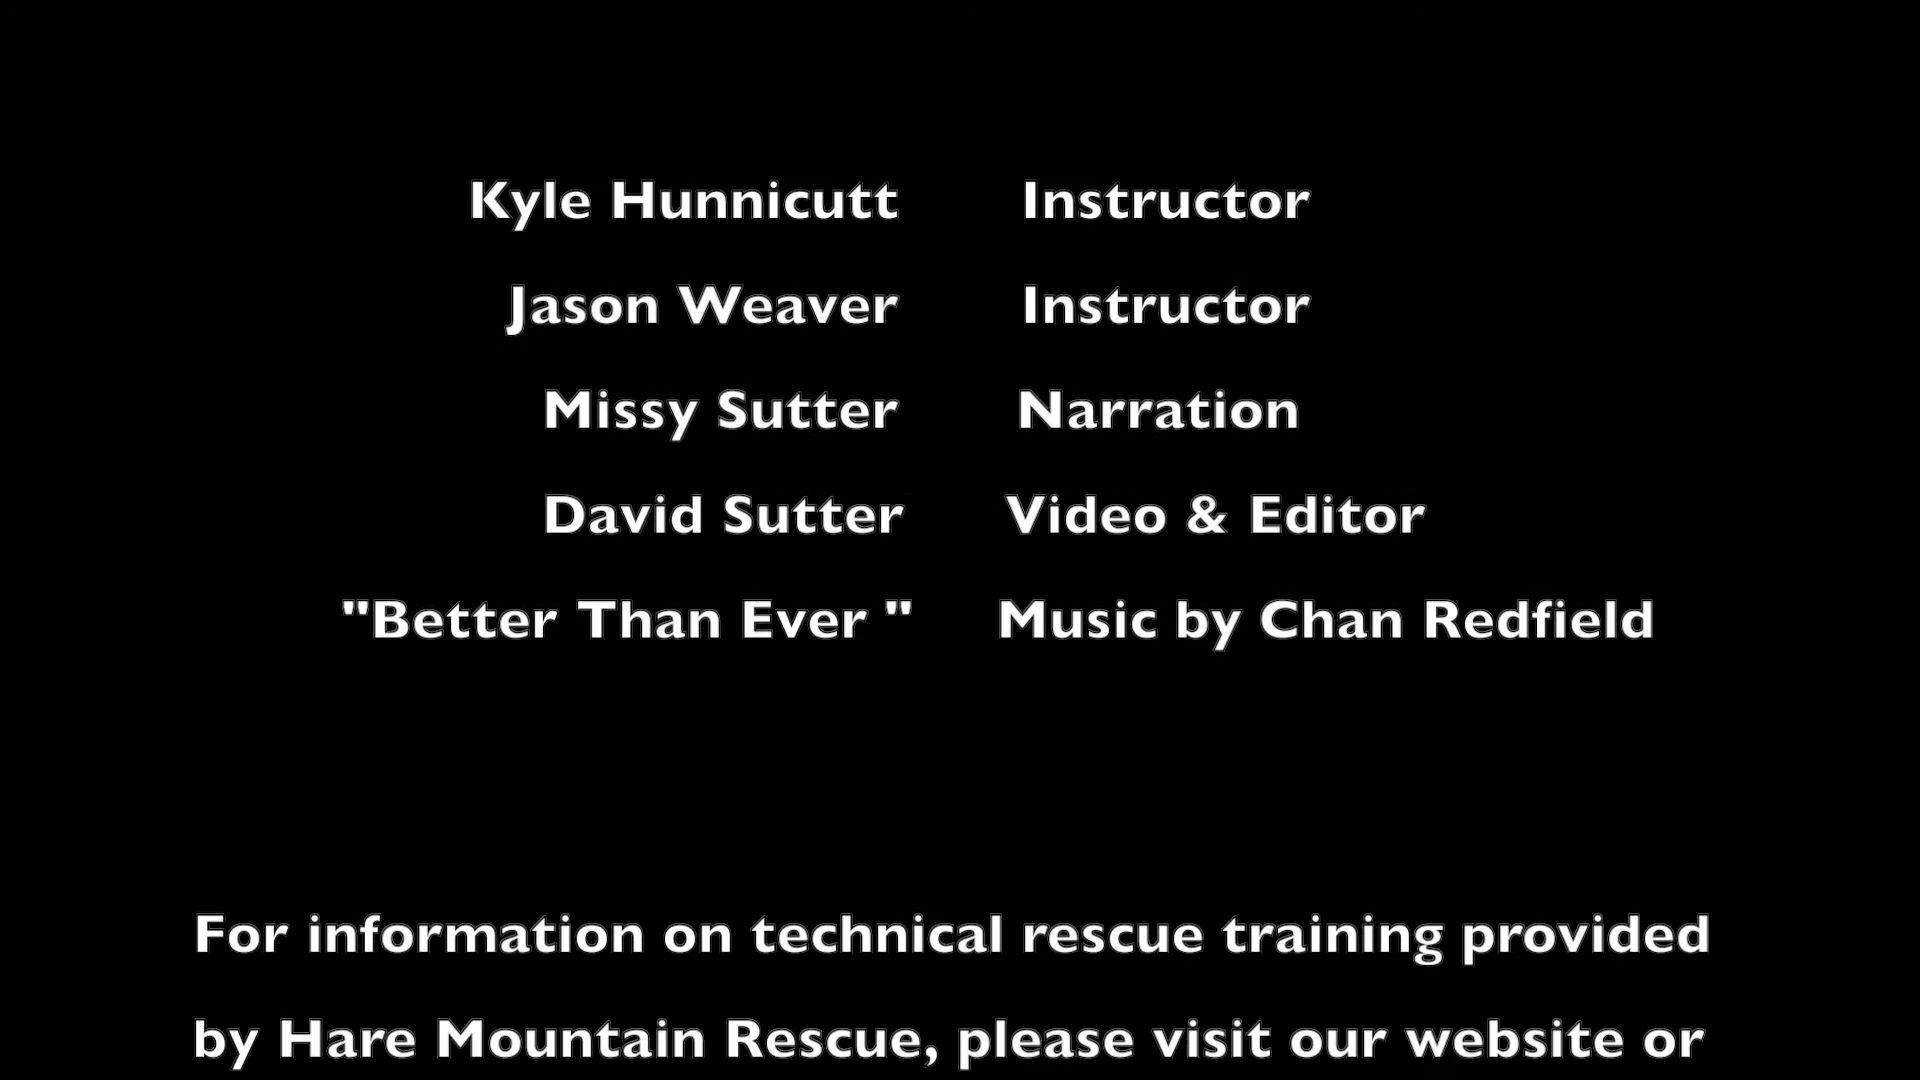 Kyle Hunnicutt Instructor
Jason Weaver Instructor
Missy Sutter Narration
David Sutter Video & Editor
"Better Than Ever " Music by Chan Redfield
For information on technical rescue training provided
by Hare Mountain Rescue, please visit our website or